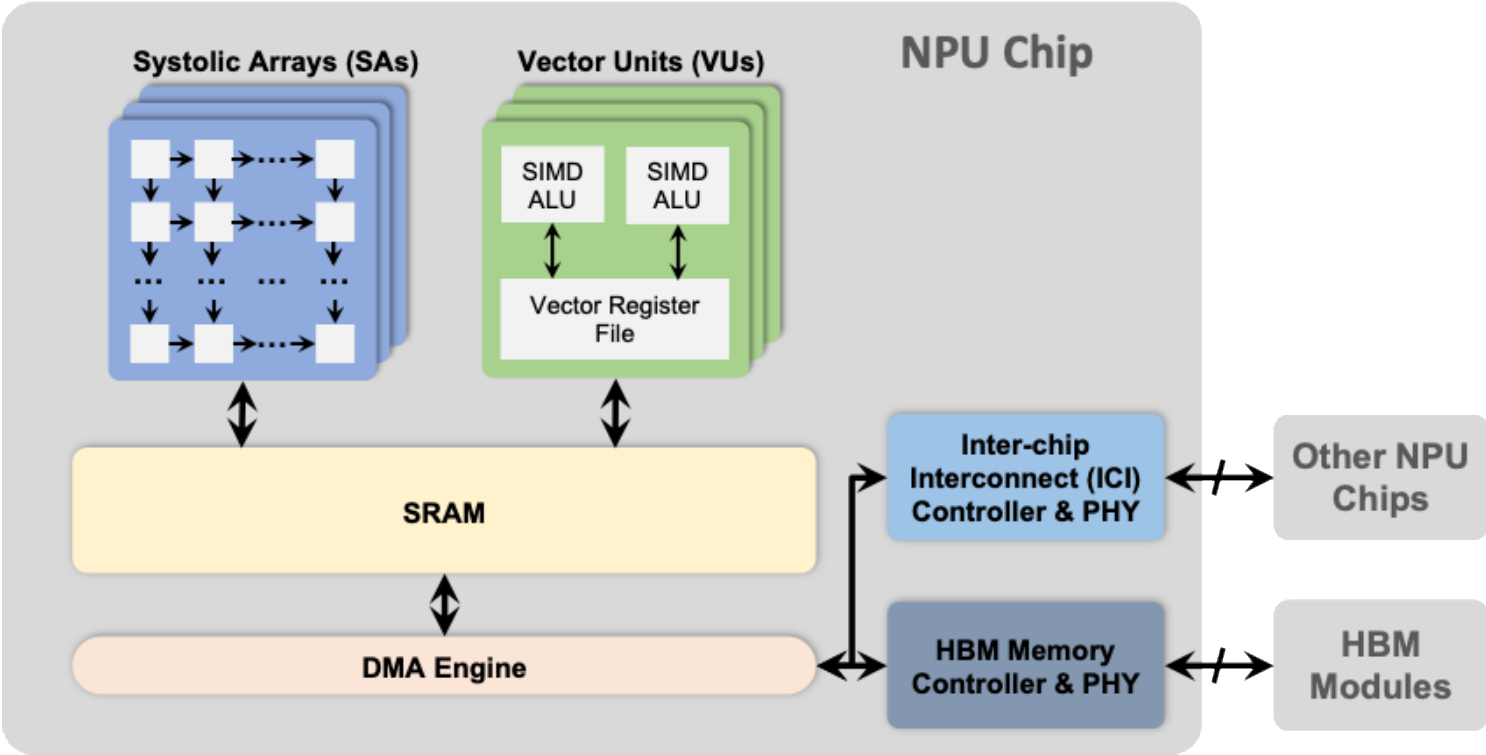 NPU Chip
Systolic Arrays (SAs)
Vector Units (VUs)
SIMD
ALU
SIMD
ALU
Vector Register
File
SRAM
DMA Engine
Inter-chip
Interconnect (ICI)
Controller & PHY
HBM Memory
Controller & PHY
Other NPU
Chips
HBM
Modules